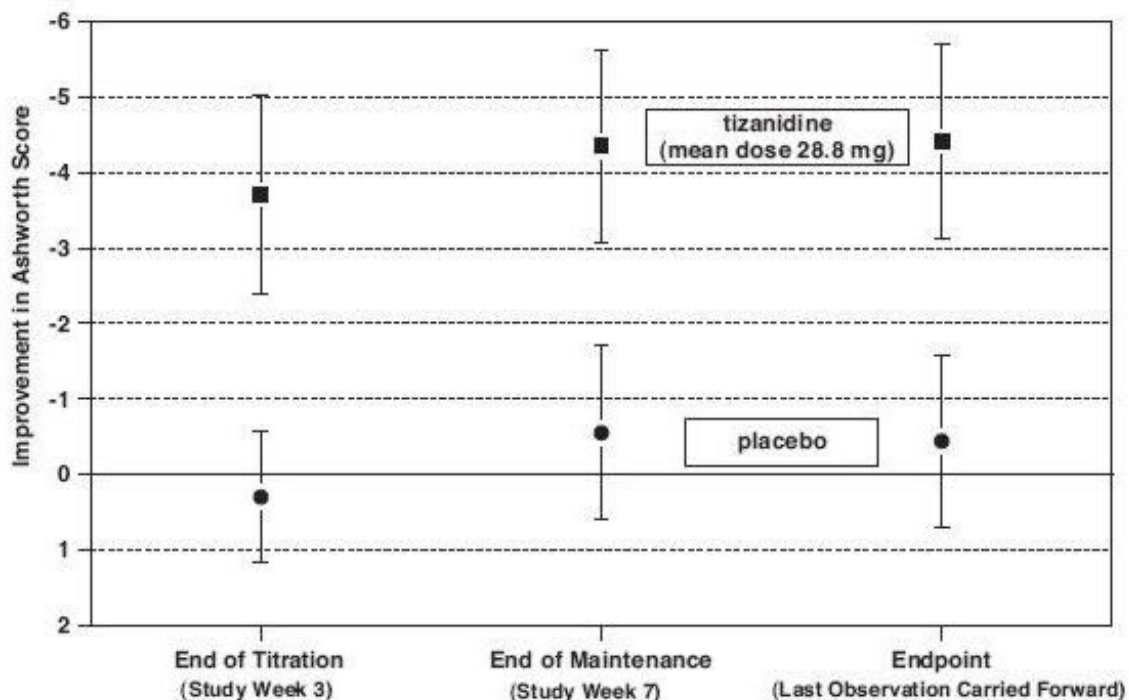 Improvement in Ashworth Score
-6
-5
-4
-3
-2
-1
0
1
2
tizanidine
(mean dose 28.8 mg)
placebo
End of Titration
(Study Week 3)
End of Maintenance
(Study Week 7)
Endpoint
(Last Observation Carried Forward)